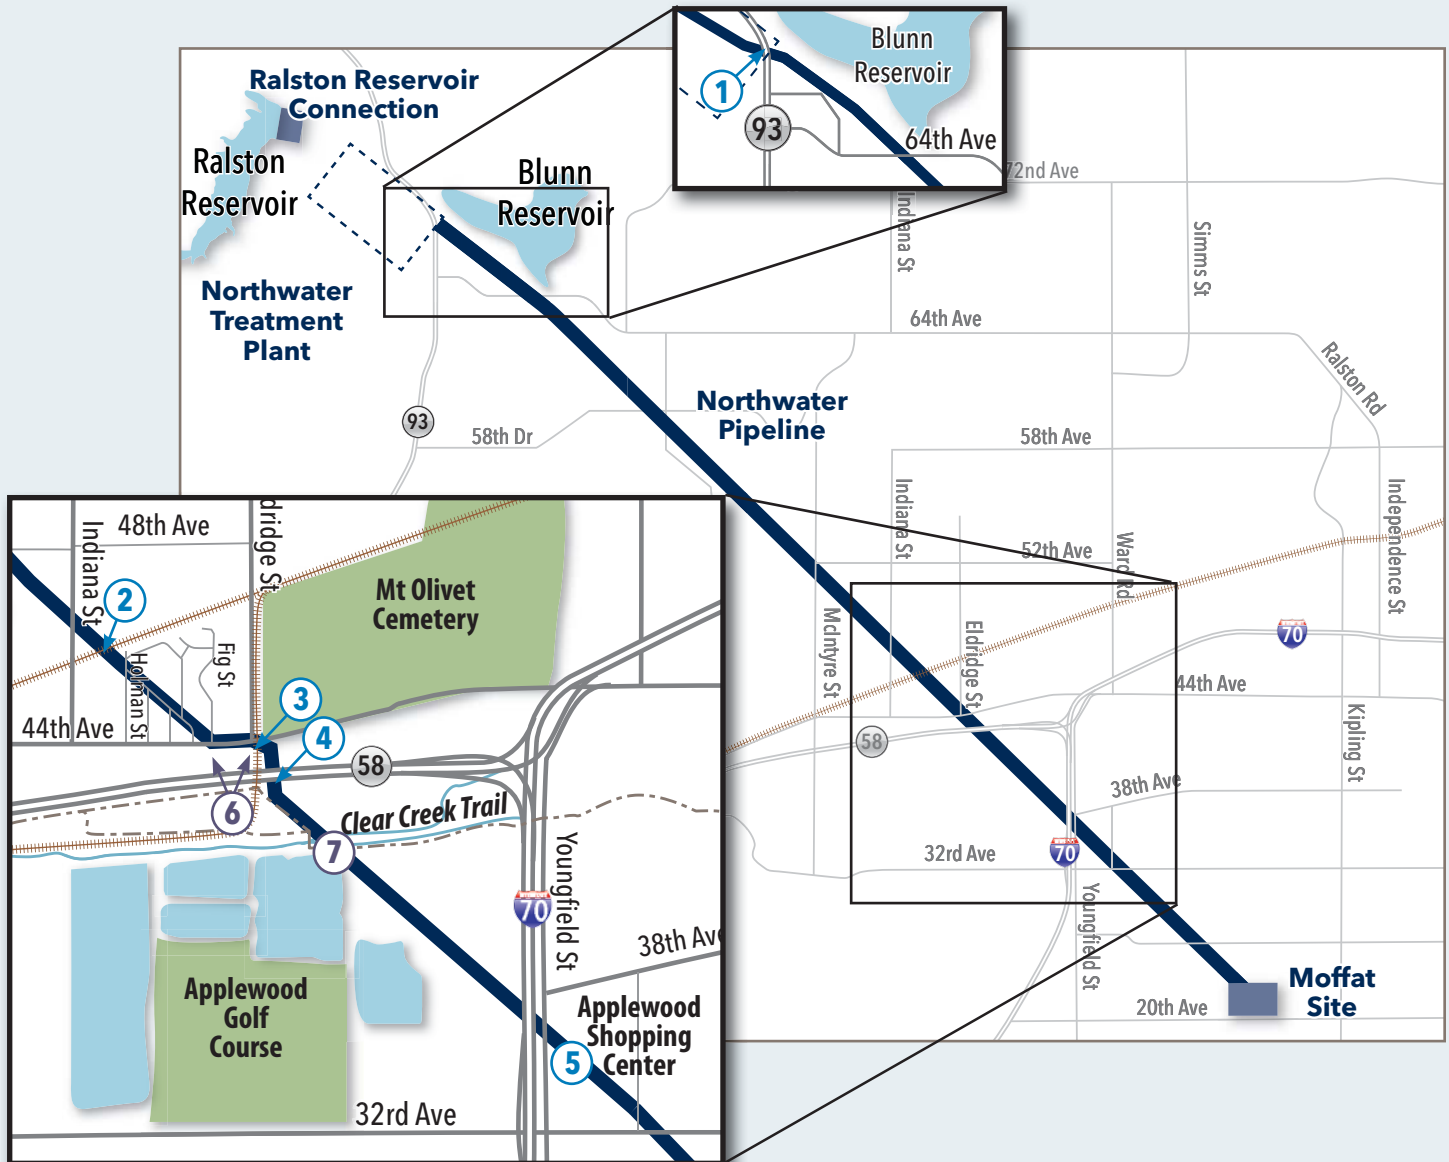 Ralston Reservoir
Connection
Ralston
Reservoir
Blunn
Reservoir
Northwater
Treatment
Plant
1
Blunn
Reservoir
93
64th Ave
72nd Ave
Indiana St
Simms St
64th Ave
Ralston Rd
Northwater
Pipeline
93
58th Dr
58th Ave
Indiana St
Independence St
52th Ave
Ward Rd
McIntyre St
Eldridge St
70
44th Ave
58
Kipling St
38th Ave
32rd Ave
70
Youngfield St
Moffat
Site
20th Ave
48th Ave
Indiana St
dridge St
2
Mt Olivet
Cemetery
Holman St
Fig St
3
44th Ave
4
58
6
Clear Creek Trail
7
70
Youngfield St
38th Ave
Applewood
Golf
Course
Applewood
Shopping
Center
5
32rd Ave